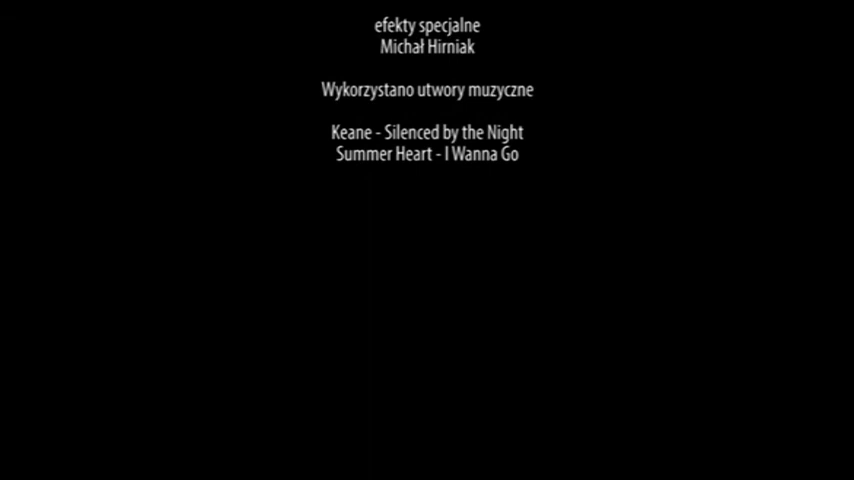 efekty specjalne
Michał Hirniak
Wykorzystano utwory muzyczne
Keane - Silenced by the Night
Summer Heart - I Wanna Go